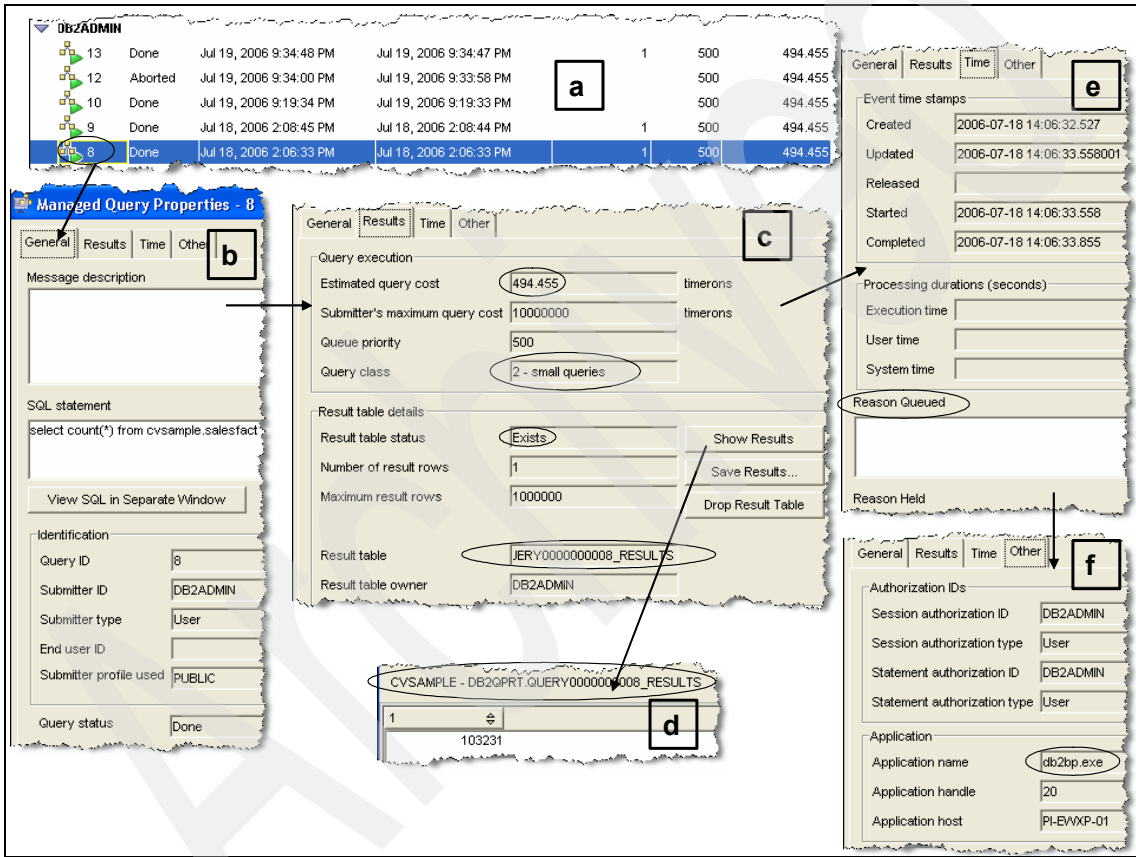 DB2ADMIN
13 Done Jul 19, 2006 9:34:48 PM Jul 19, 2006 9:34:47 PM 1 500 494.455
12 Aborted Jul 19, 2006 9:34:00 PM Jul 19, 2006 9:33:58 PM 500 494.455
10 Done Jul 19, 2006 9:19:34 PM Jul 19, 2006 9:19:33 PM 500 494.455
9 Done Jul 18, 2006 2:08:45 PM Jul 18, 2006 2:08:44 PM 1 500 494.455
8 Done Jul 18, 2006 2:06:33 PM Jul 18, 2006 2:06:33 PM 1 500 494.455
a
Managed Query Properties - 8
General Results Time Other
b
Message description
SQL statement
select count(*) from cvsample.salesfact
View SQL in Separate Window
Identification
Query ID 8
Submitter ID DB2ADMIN
Submitter type User
End user ID
Submitter profile used PUBLIC
Query status Done
General Results Time Other
c
Query execution
Estimated query cost 494.455 timerons
Submitter's maximum query cost 10000000 timerons
Queue priority 500
Query class 2 - small queries
Result table details
Result table status Exists Show Results
Number of result rows 1 Save Results...
Maximum result rows 1000000 Drop Result Table
Result table JERY0000000008_RESULTS
Result table owner DB2ADMIN
CVSAMPLE - DB2QPRT.QUERY0000000008_RESULTS
1
103231
d
General Results Time Other
e
Event time stamps
Created 2006-07-18 14:06:32.527
Updated 2006-07-18 14:06:33.558001
Released
Started 2006-07-18 14:06:33.558
Completed 2006-07-18 14:06:33.855
Processing durations (seconds)
Execution time
User time
System time
Reason Queued
Reason Held
General Results Time Other
f
Authorization IDs
Session authorization ID DB2ADMIN
Session authorization type User
Statement authorization ID DB2ADMIN
Statement authorization type User
Application
Application name db2bp.exe
Application handle 20
Application host PI-EWXP-01